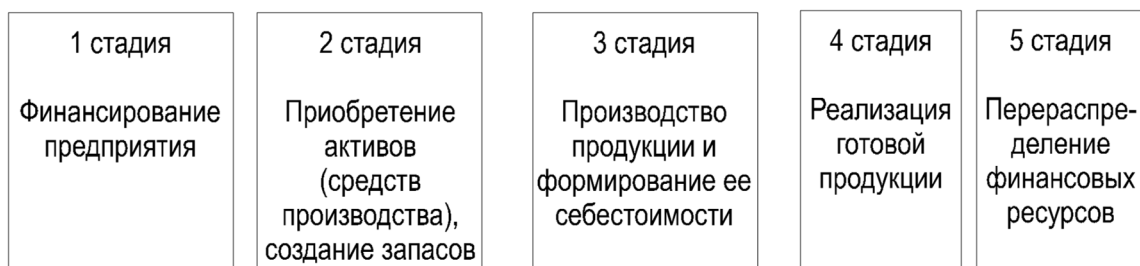 1 стадия
Финансирование
предприятия
2 стадия
Приобретение
активов
(средств
производства),
создание запасов
3 стадия
Производство
продукции и
формирование ее
себестоимости
4 стадия
Реализация
готовой
продукции
5 стадия
Перераспре-
деление
финансовых
ресурсов